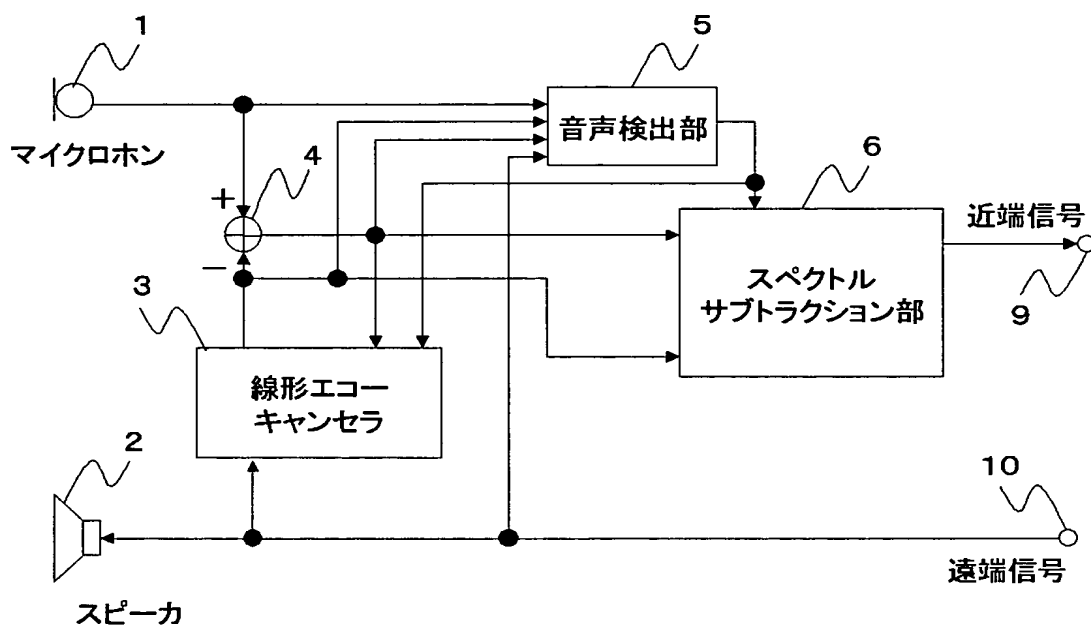 1
マイクロホン
5
音声検出部
4
+
−
6
スペクトル
サブトラクション部
近端信号
9
3
線形エコー
キャンセラ
2
スピーカ
10
遠端信号